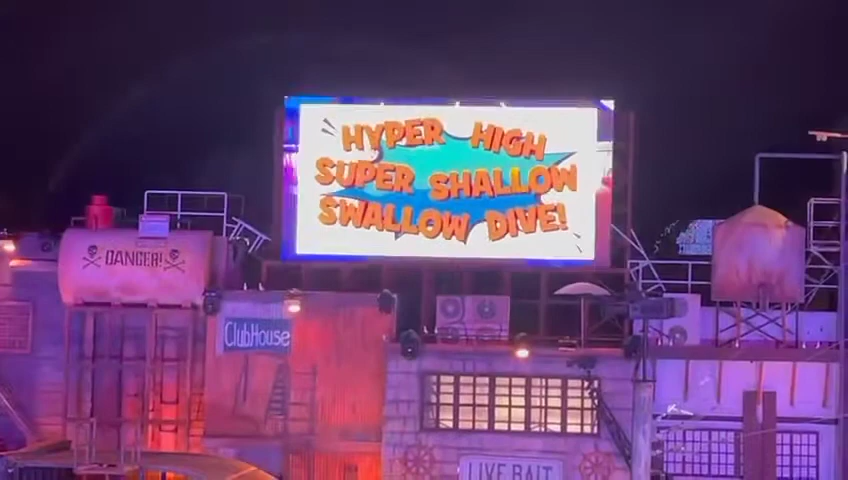 HYPER HIGH
SUPER SHALLOW
SWALLOW DIVE!
DANGER!
ClubHouse
LIVE BAIT